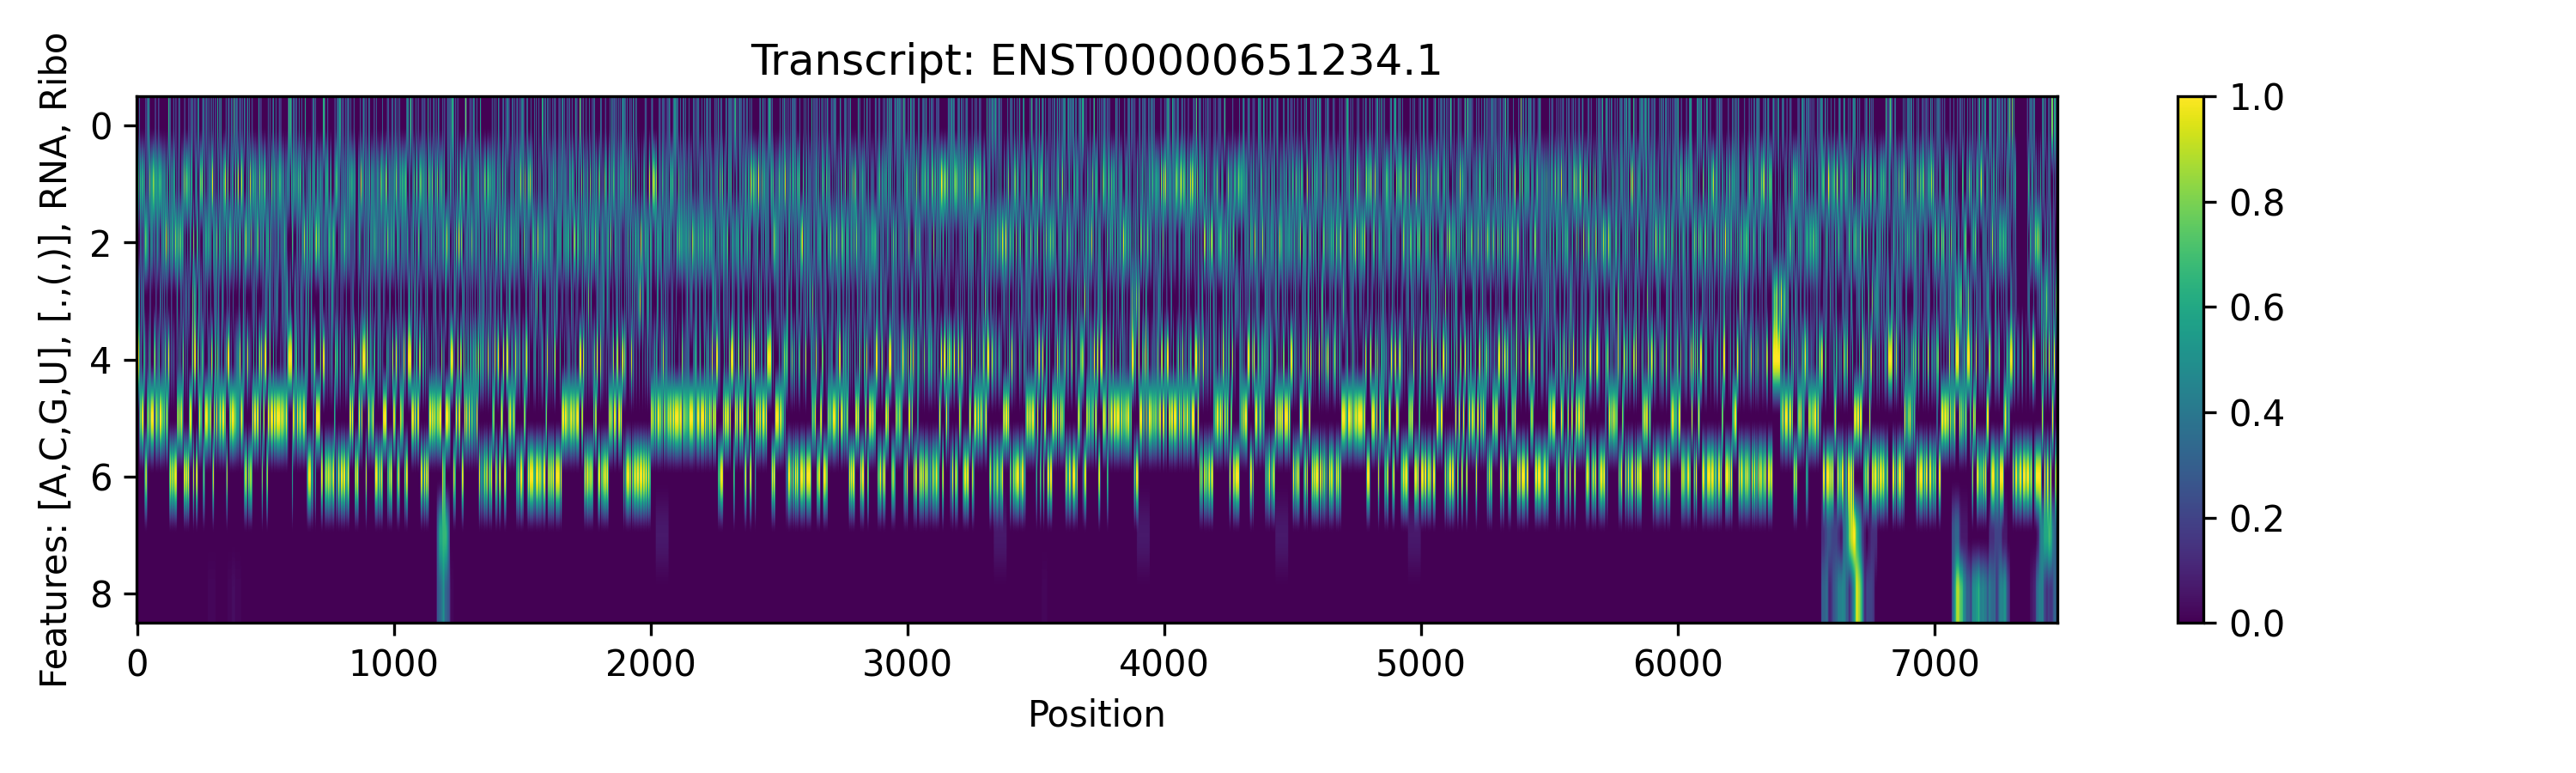 Transcript: ENST00000651234.1
Features: [A,C,G,U], [.,(,)], RNA, Ribo
0
2
4
6
8
0 1000 2000 3000 4000 5000 6000 7000
Position
1.0
0.8
0.6
0.4
0.2
0.0